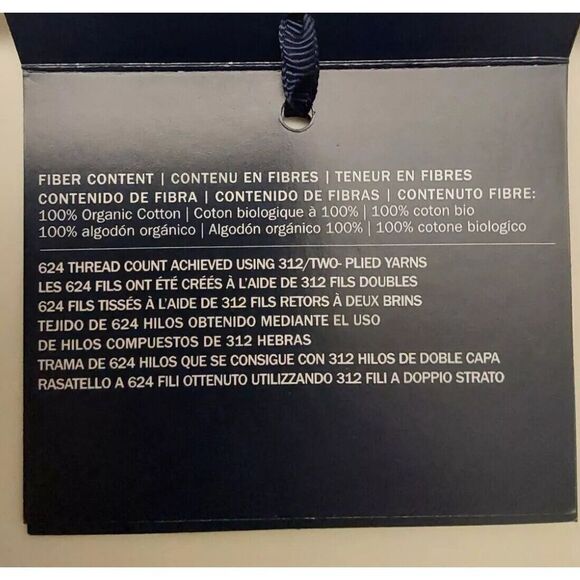 FIBER CONTENT | CONTENU EN FIBRES | TENEUR EN FIBRES
CONTENIDO DE FIBRA | CONTENIDO DE FIBRAS | CONTENUTO FIBRE:
100% Organic Cotton | Coton biologique à 100% | 100% coton bio
100% algodón orgánico | Algodón orgánico 100% | 100% cotone biologico
624 THREAD COUNT ACHIEVED USING 312/TWO- PLIED YARNS
LES 624 FILS ONT ÉTÉ CRÉÉS À L'AIDE DE 312 FILS DOUBLES
624 FILS TISSÉS À L'AIDE DE 312 FILS RETORS À DEUX BRINS
TEJIDO DE 624 HILOS OBTENIDO MEDIANTE EL USO
DE HILOS COMPUESTOS DE 312 HEBRAS
TRAMA DE 624 HILOS QUE SE CONSIGUE CON 312 HILOS DE DOBLE CAPA
RASATELLO A 624 FILI OTTENUTO UTILIZZANDO 312 FILI A DOPPIO STRATO